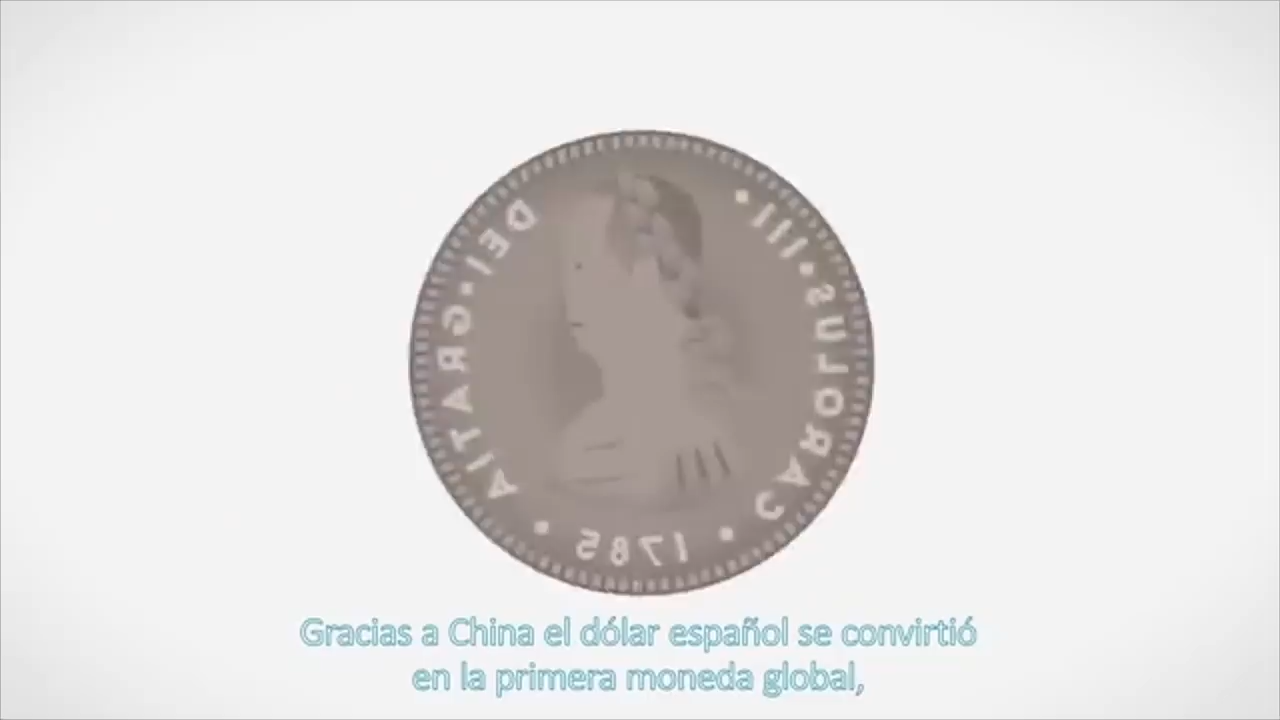 CAROLUS•III•
DEI•GRATIA
• 1785 •
Gracias a China el dólar español se convirtió
en la primera moneda global,